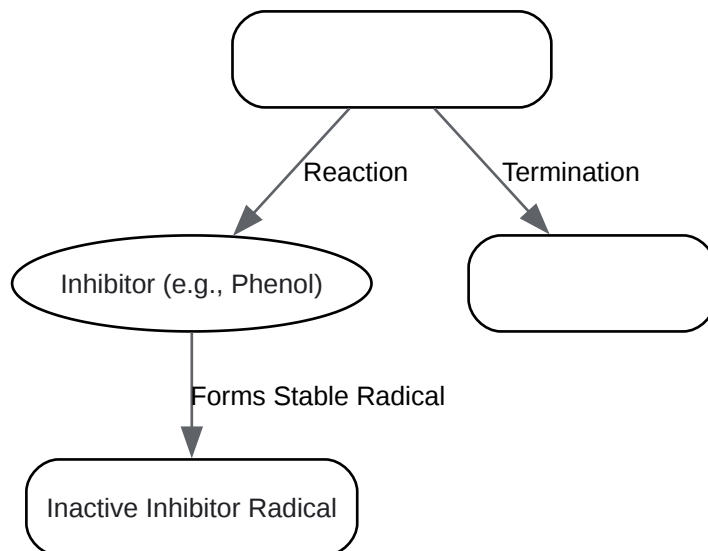 Reaction
Termination
Inhibitor (e.g., Phenol)
Forms Stable Radical
Inactive Inhibitor Radical